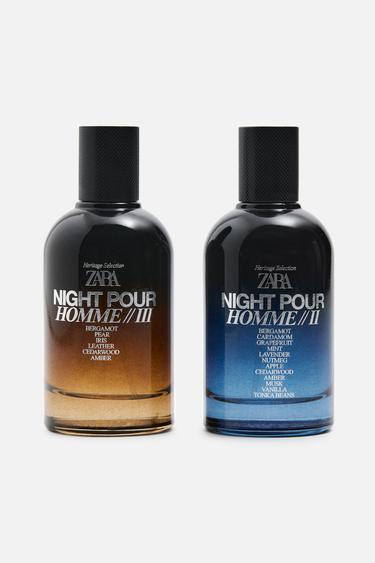 Heritage Selection
ZARA
NIGHT POUR
HOMME // III
BERGAMOT
PEAR
IRIS
LEATHER
CEDARWOOD
AMBER
Heritage Selection
ZARA
NIGHT POUR
HOMME // II
BERGAMOT
CARDAMOM
GRAPEFRUIT
MINT
LAVENDER
NUTMEG
APPLE
CEDARWOOD
AMBER
MUSK
VANILLA
TONKA BEANS